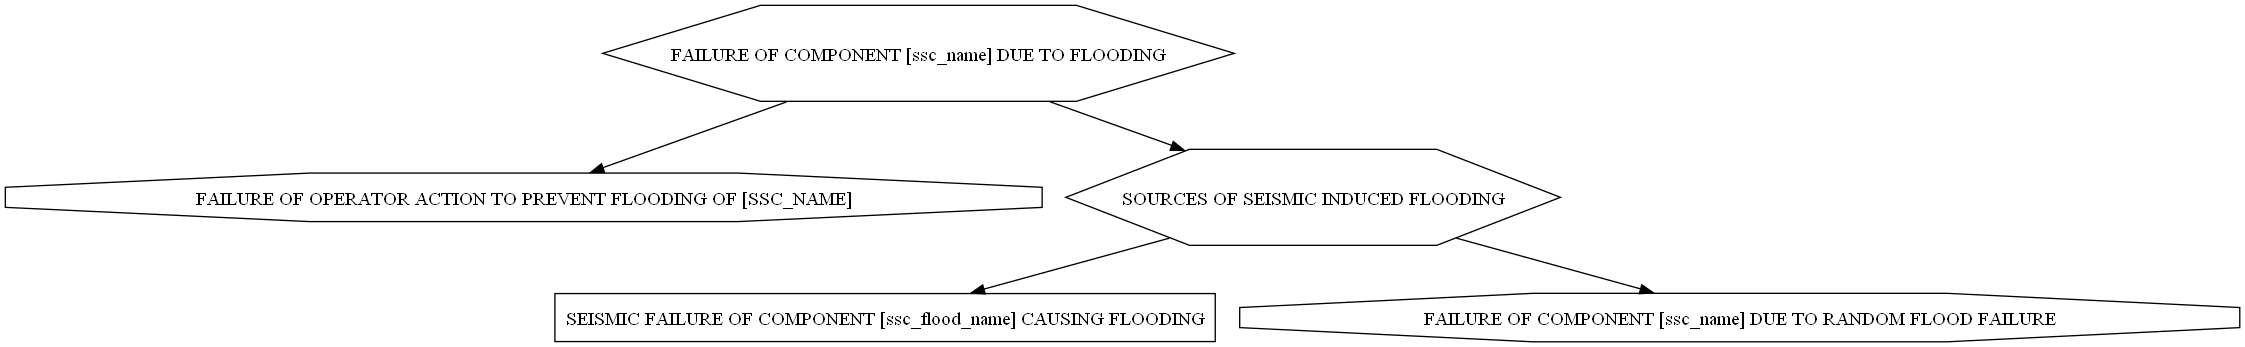 FAILURE OF COMPONENT [ssc_name] DUE TO FLOODING
FAILURE OF OPERATOR ACTION TO PREVENT FLOODING OF [SSC_NAME]
SOURCES OF SEISMIC INDUCED FLOODING
SEISMIC FAILURE OF COMPONENT [ssc_flood_name] CAUSING FLOODING
FAILURE OF COMPONENT [ssc_name] DUE TO RANDOM FLOOD FAILURE